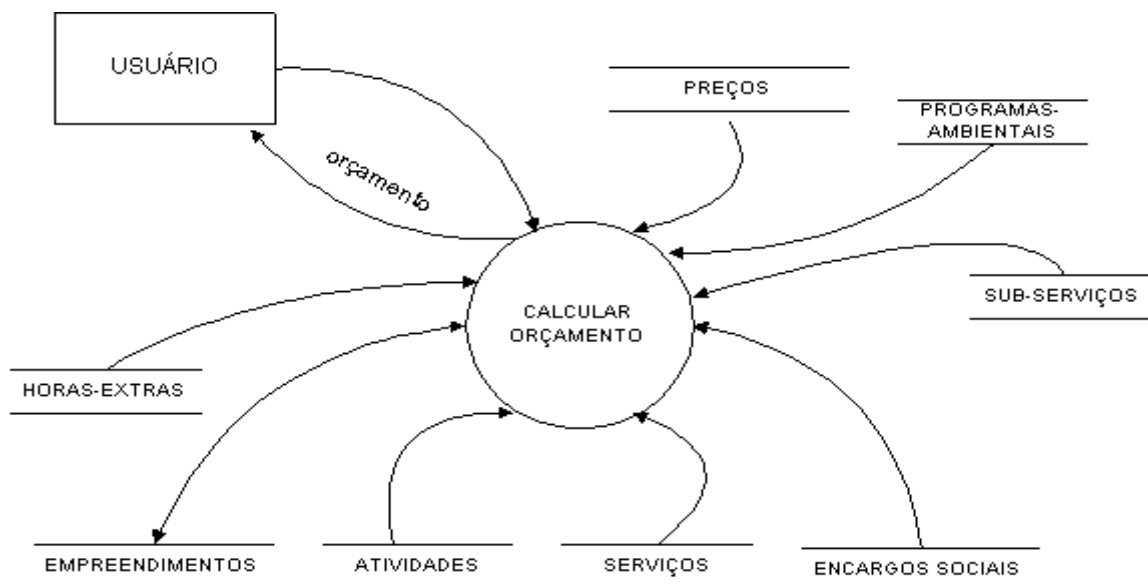 USUÁRIO
PREÇOS
PROGRAMAS-
AMBIENTAIS
orçamento
SUB-SERVIÇOS
CALCULAR
ORÇAMENTO
HORAS-EXTRAS
EMPREENDIMENTOS
ATIVIDADES
SERVIÇOS
ENCARGOS SOCIAIS